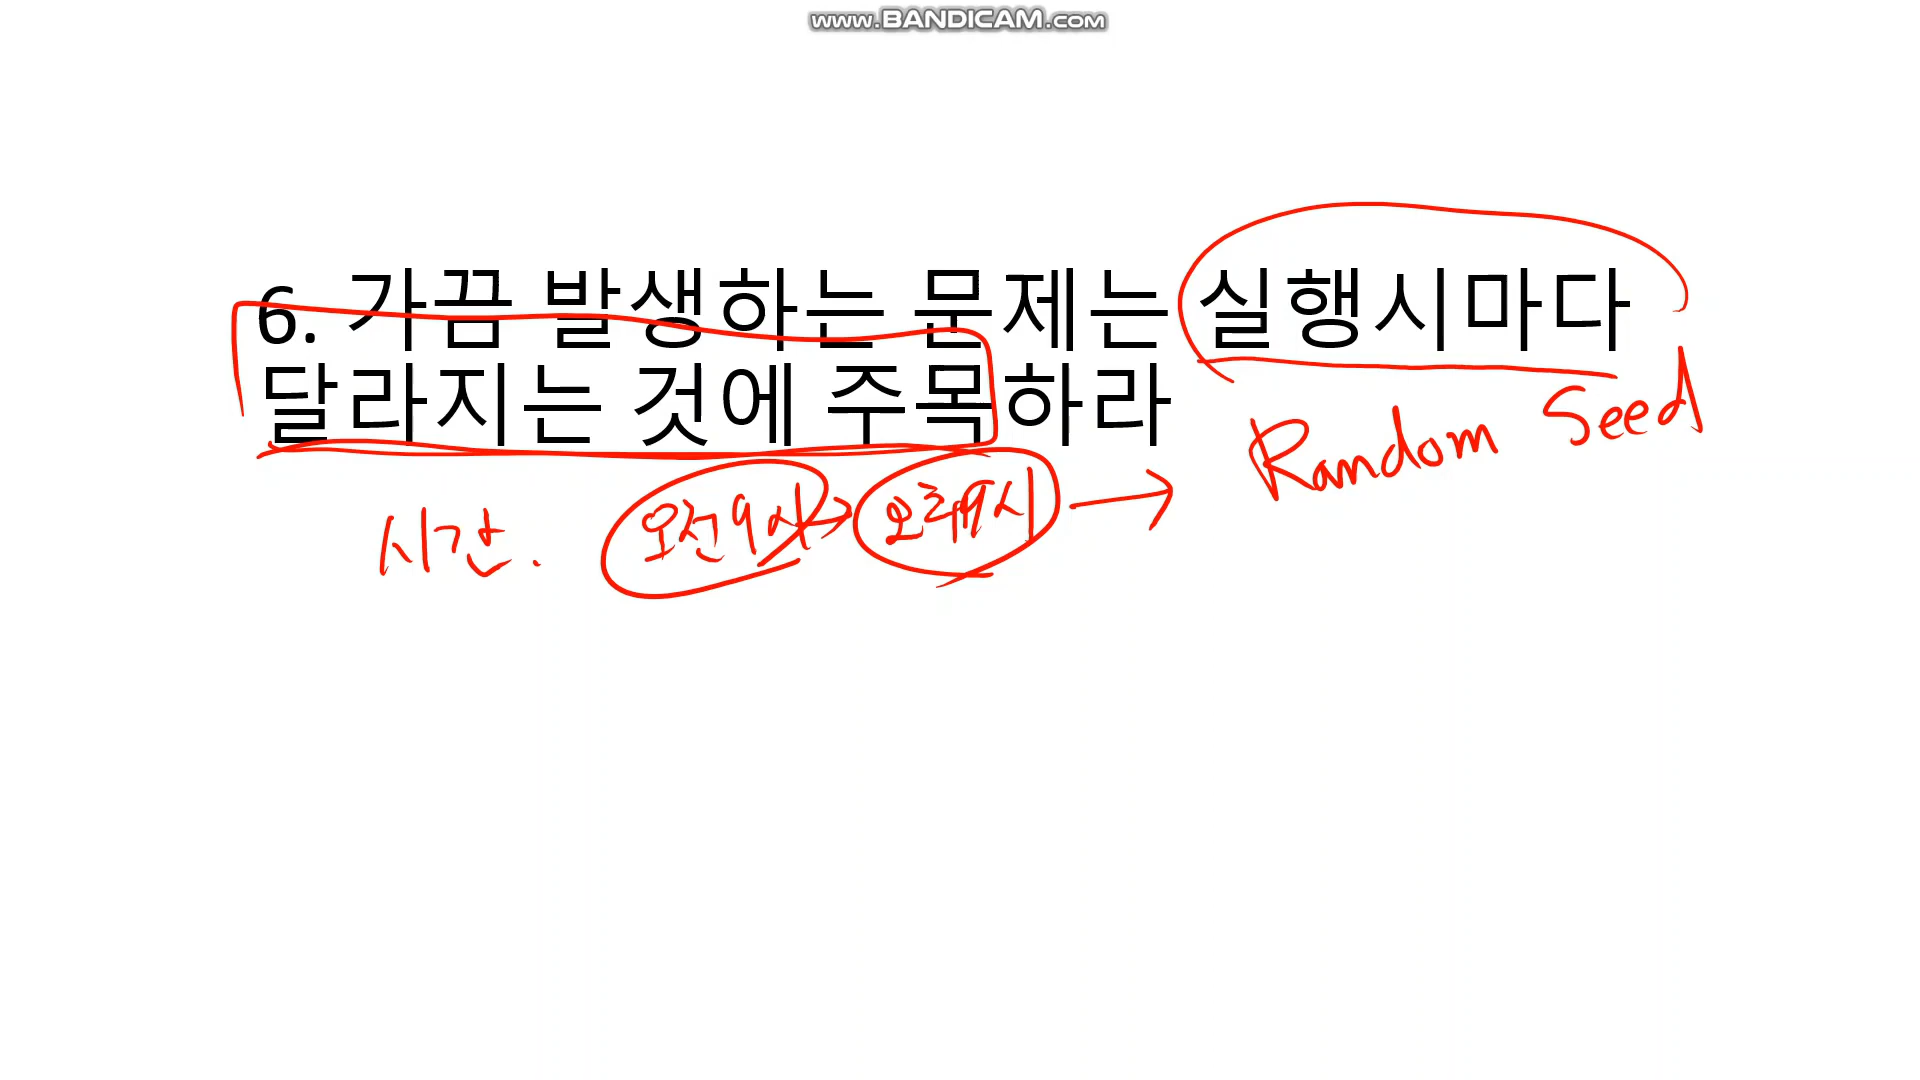 www.BANDICAM.com
6. 가끔 발생하는 문제는 실행시마다
달라지는 것에 주목하라
Random Seed
시간. 오전 9시 → 오후 9시 →